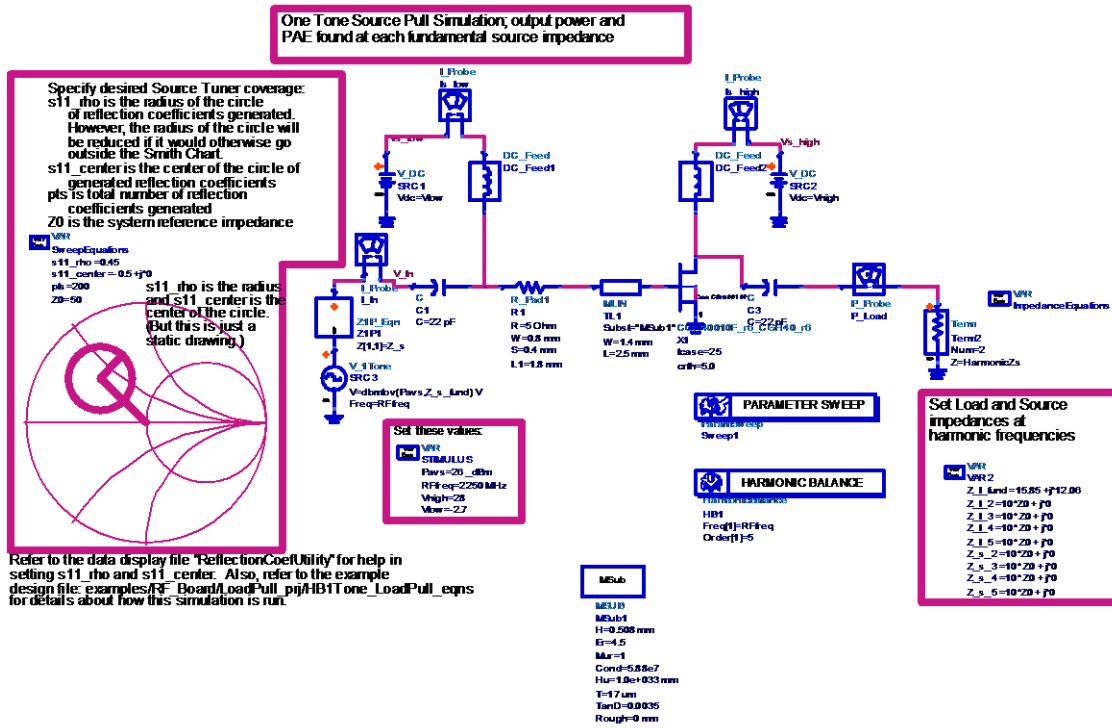 One Tone Source Pull Simulation; output power and
PAE found at each fundamental source impedance
Specify desired Source Tuner coverage:
s11_rho is the radius of the circle
of reflection coefficients generated.
However, the radius of the circle will
be reduced if it would otherwise go
outside the Smith Chart.
s11_center is the center of the circle of
generated reflection coefficients
pts is total number of reflection
coefficients generated
Z0 is the system reference impedance
VAR
SweepEquations
s11_rho =0.45
s11_center =-0.5 +j*0
pts =200
Z0=50
s11_rho is the radius
and s11_center is the
center of the circle.
(But this is just a
static drawing.)
Refer to the data display file "ReflectionCoefUtility" for help in
setting s11_rho and s11_center. Also, refer to the example
design file: examples/RF_Board/LoadPull_prj/HB1Tone_LoadPull_eqns
for details about how this simulation is run.
I_Probe
Is_low
Vs_low
V_DC
SRC1
Vdc=Vlow
DC_Feed
DC_Feed1
I_Probe
I_In
V_In
Z1P_Eqn
Z1P1
Z[1,1]=Z_s
V_1Tone
SRC3
V=dbmtov(Pavs,Z_s_fund) V
Freq=RFfreq
C
C1
C=22 pF
R_Pad1
R1
R=5 Ohm
W=0.8 mm
S=0.4 mm
L1=1.8 mm
MLIN
TL1
Subst="MSub1"
W=1.4 mm
L=2.5 mm
I_Probe
Is_high
Vs_high
DC_Feed
DC_Feed2
V_DC
SRC2
Vdc=Vhigh
CGH40010F_r6_CGH40_r6
X1
tcase=25
crth=5.0
C
C3
C=22 pF
P_Probe
P_Load
Term
Term2
Num=2
Z=HarmonicZs
VAR
ImpedanceEquations
Set these values:
VAR
STIMULUS
Pavs=26 _dBm
RFfreq=2250 MHz
Vhigh=28
Vlow=-2.7
PARAMETER SWEEP
ParamSweep
Sweep1
HARMONIC BALANCE
HarmonicBalance
HB1
Freq[1]=RFfreq
Order[1]=5
Set Load and Source
impedances at
harmonic frequencies
VAR
VAR2
Z_l_fund =15.85 +j*12.06
Z_l_2 =10*Z0 + j*0
Z_l_3 =10*Z0 + j*0
Z_l_4 =10*Z0 + j*0
Z_l_5 =10*Z0 + j*0
Z_s_2 =10*Z0 + j*0
Z_s_3 =10*Z0 + j*0
Z_s_4 =10*Z0 + j*0
Z_s_5 =10*Z0 + j*0
MSub
MSUB
MSub1
H=0.508 mm
Er=4.5
Mur=1
Cond=5.88e7
Hu=1.0e+033 mm
T=17 um
TanD=0.0035
Rough=0 mm